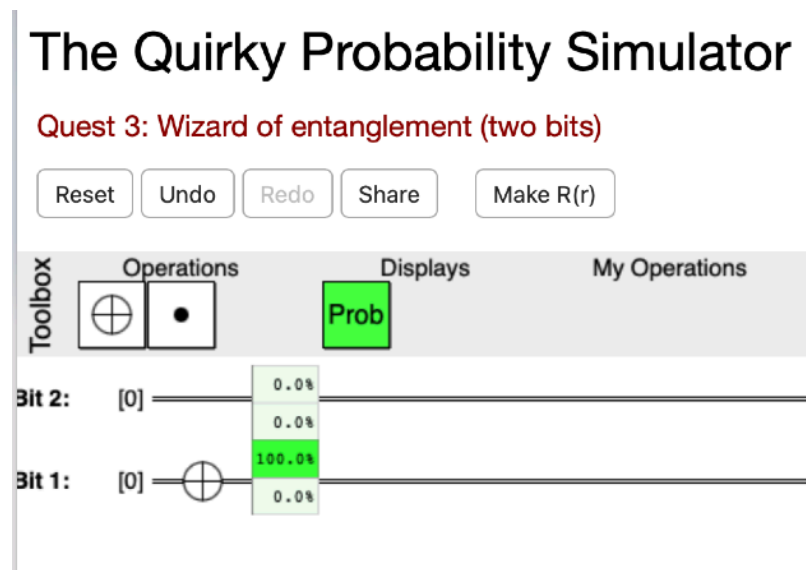 The Quirky Probability Simulator
Quest 3: Wizard of entanglement (two bits)
Reset Undo Redo Share Make R(r)
Toolbox
Operations Displays My Operations
Prob
0.0%
Bit 2: [0]
0.0%
100.0%
Bit 1: [0]
0.0%